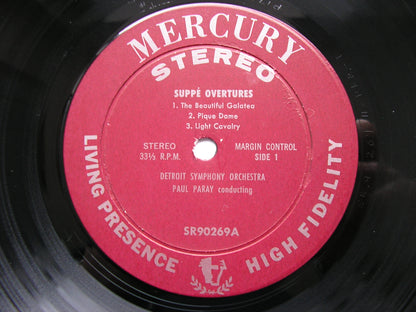 MERCURY
STEREO
SUPPÉ OVERTURES
1. The Beautiful Galatea
2. Pique Dame
3. Light Cavalry
STEREO
33⅓ R.P.M.
MARGIN CONTROL
SIDE 1
DETROIT SYMPHONY ORCHESTRA
PAUL PARAY conducting
SR90269A
LIVING PRESENCE
HIGH FIDELITY